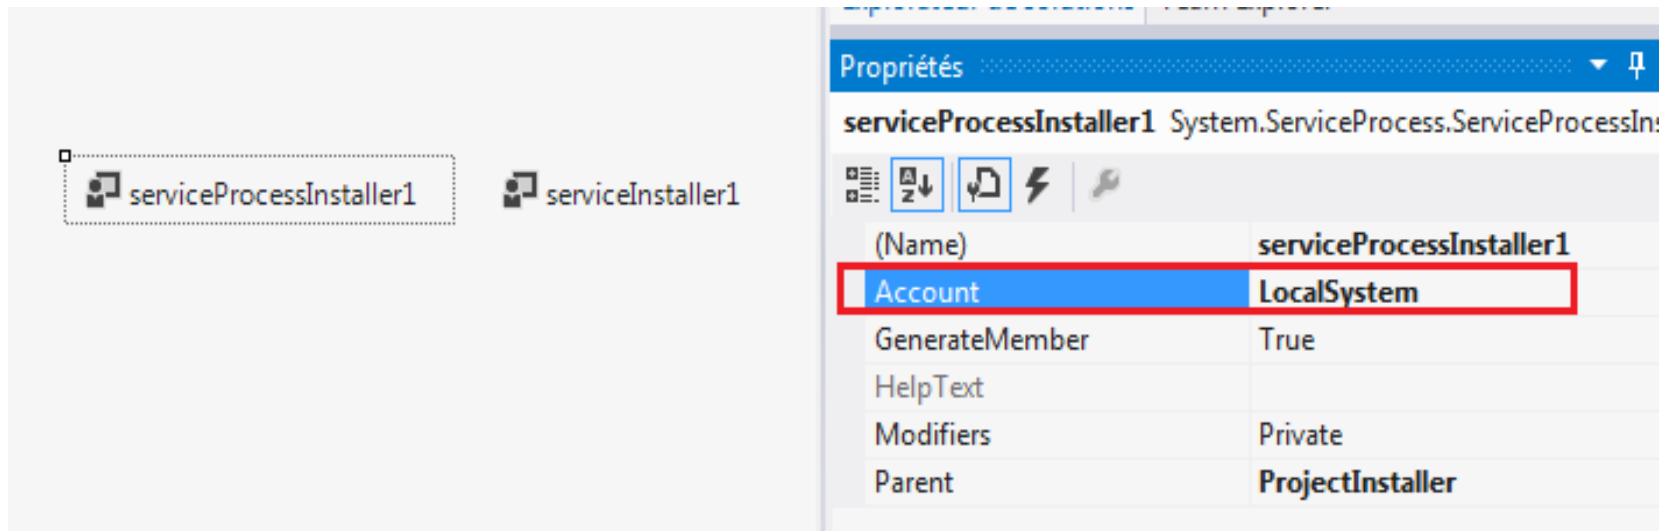 Propriétés
serviceProcessInstaller1 System.ServiceProcess.ServiceProcessIns
serviceProcessInstaller1
serviceInstaller1
(Name) serviceProcessInstaller1
Account LocalSystem
GenerateMember True
HelpText
Modifiers Private
Parent ProjectInstaller